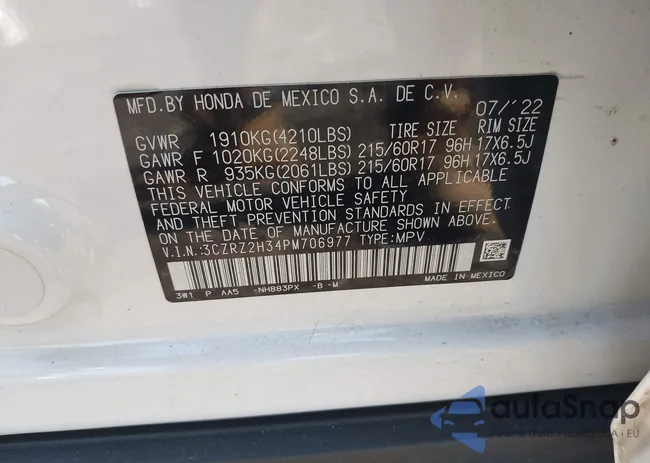 MFD.BY HONDA DE MEXICO S.A. DE C.V. 07/'22
GVWR 1910KG(4210LBS) TIRE SIZE RIM SIZE
GAWR F 1020KG(2248LBS) 215/60R17 96H 17X6.5J
GAWR R 935KG(2061LBS) 215/60R17 96H 17X6.5J
THIS VEHICLE CONFORMS TO ALL APPLICABLE
FEDERAL MOTOR VEHICLE SAFETY
AND THEFT PREVENTION STANDARDS IN EFFECT
ON THE DATE OF MANUFACTURE SHOWN ABOVE.
V.I.N.:3CZRZ2H34PM706977 TYPE:MPV
3W1 P AA5 -NH883PX -B -M MADE IN MEXICO
autoSnap